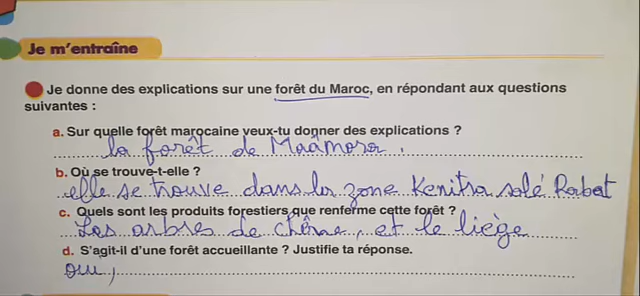 Je m'entraîne
Je donne des explications sur une forêt du Maroc, en répondant aux questions
suivantes :
a. Sur quelle forêt marocaine veux-tu donner des explications ?
la forêt de Maâmora.
b. Où se trouve-t-elle ?
elle se trouve dans la zone Kenitra salé Rabat
c. Quels sont les produits forestiers que renferme cette forêt ?
Les arbres de chêne, et le liège
d. S'agit-il d'une forêt accueillante ? Justifie ta réponse.
oui,